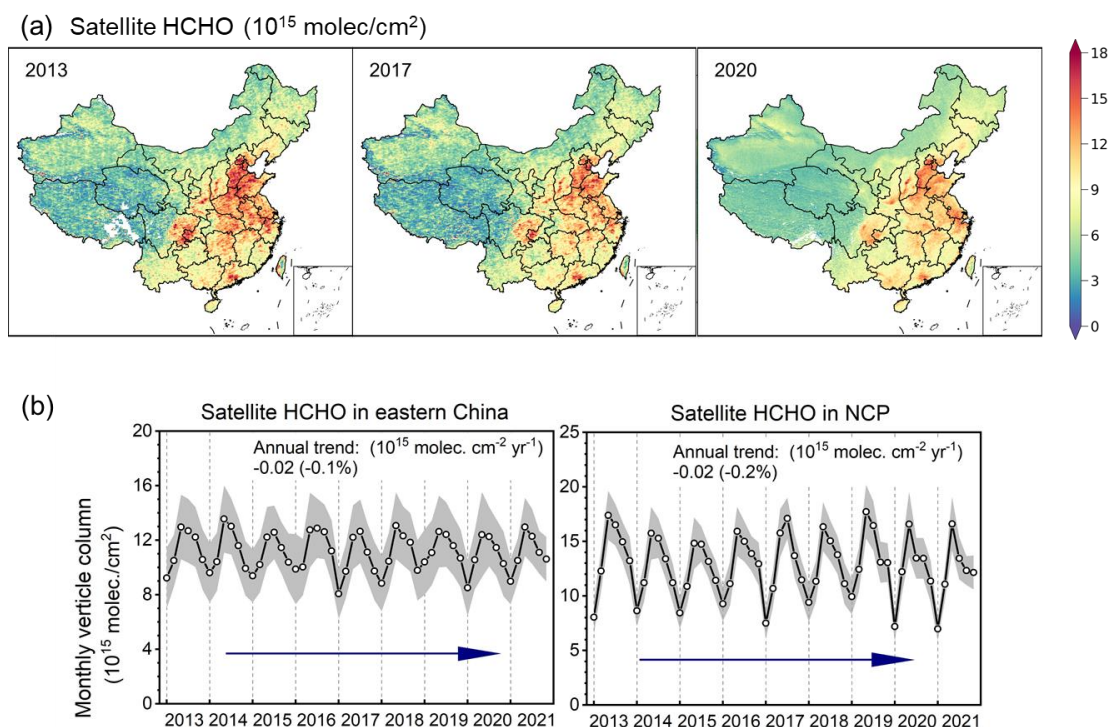 (a) Satellite HCHO (10¹⁵ molec/cm²)
2013
2017
2020
18
15
12
9
6
3
0
(b)
Satellite HCHO in eastern China
Satellite HCHO in NCP
Monthly verticle column
(10¹⁵ molec./cm²)
20
16
12
8
4
0
Annual trend: (10¹⁵ molec. cm⁻² yr⁻¹)
-0.02 (-0.1%)
2013 2014 2015 2016 2017 2018 2019 2020 2021
25
20
15
10
5
0
Annual trend: (10¹⁵ molec. cm⁻² yr⁻¹)
-0.02 (-0.2%)
2013 2014 2015 2016 2017 2018 2019 2020 2021